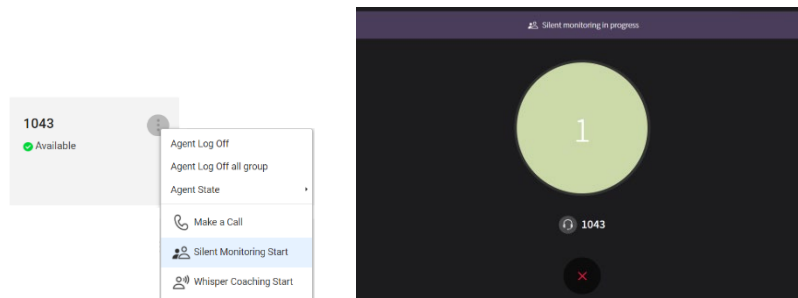 1043
Available
Agent Log Off
Agent Log Off all group
Agent State
Make a Call
Silent Monitoring Start
Whisper Coaching Start
Silent monitoring in progress
1
1043